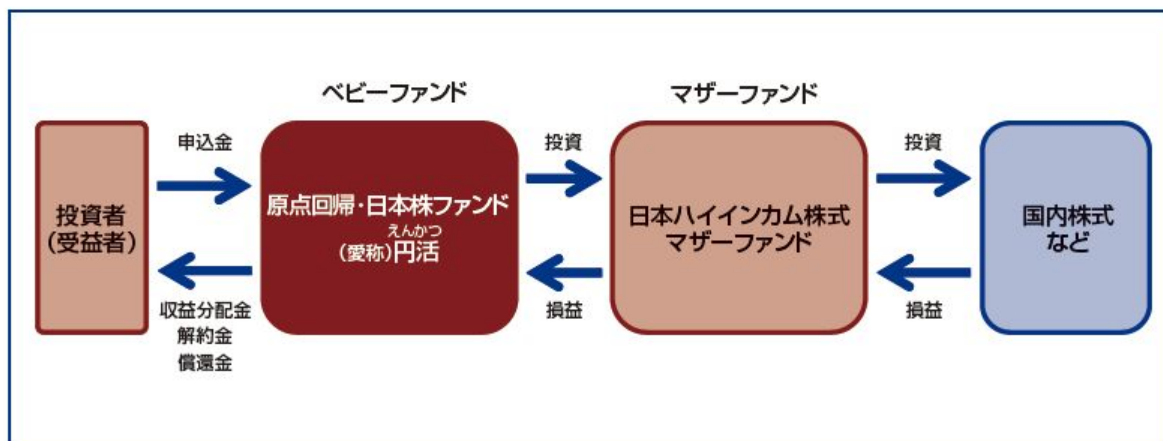 ベビーファンド
マザーファンド
投資者
(受益者)
申込金
収益分配金
解約金
償還金
原点回帰・日本株ファンド
えんかつ
(愛称)円活
投資
損益
日本ハイインカム株式
マザーファンド
投資
損益
国内株式
など